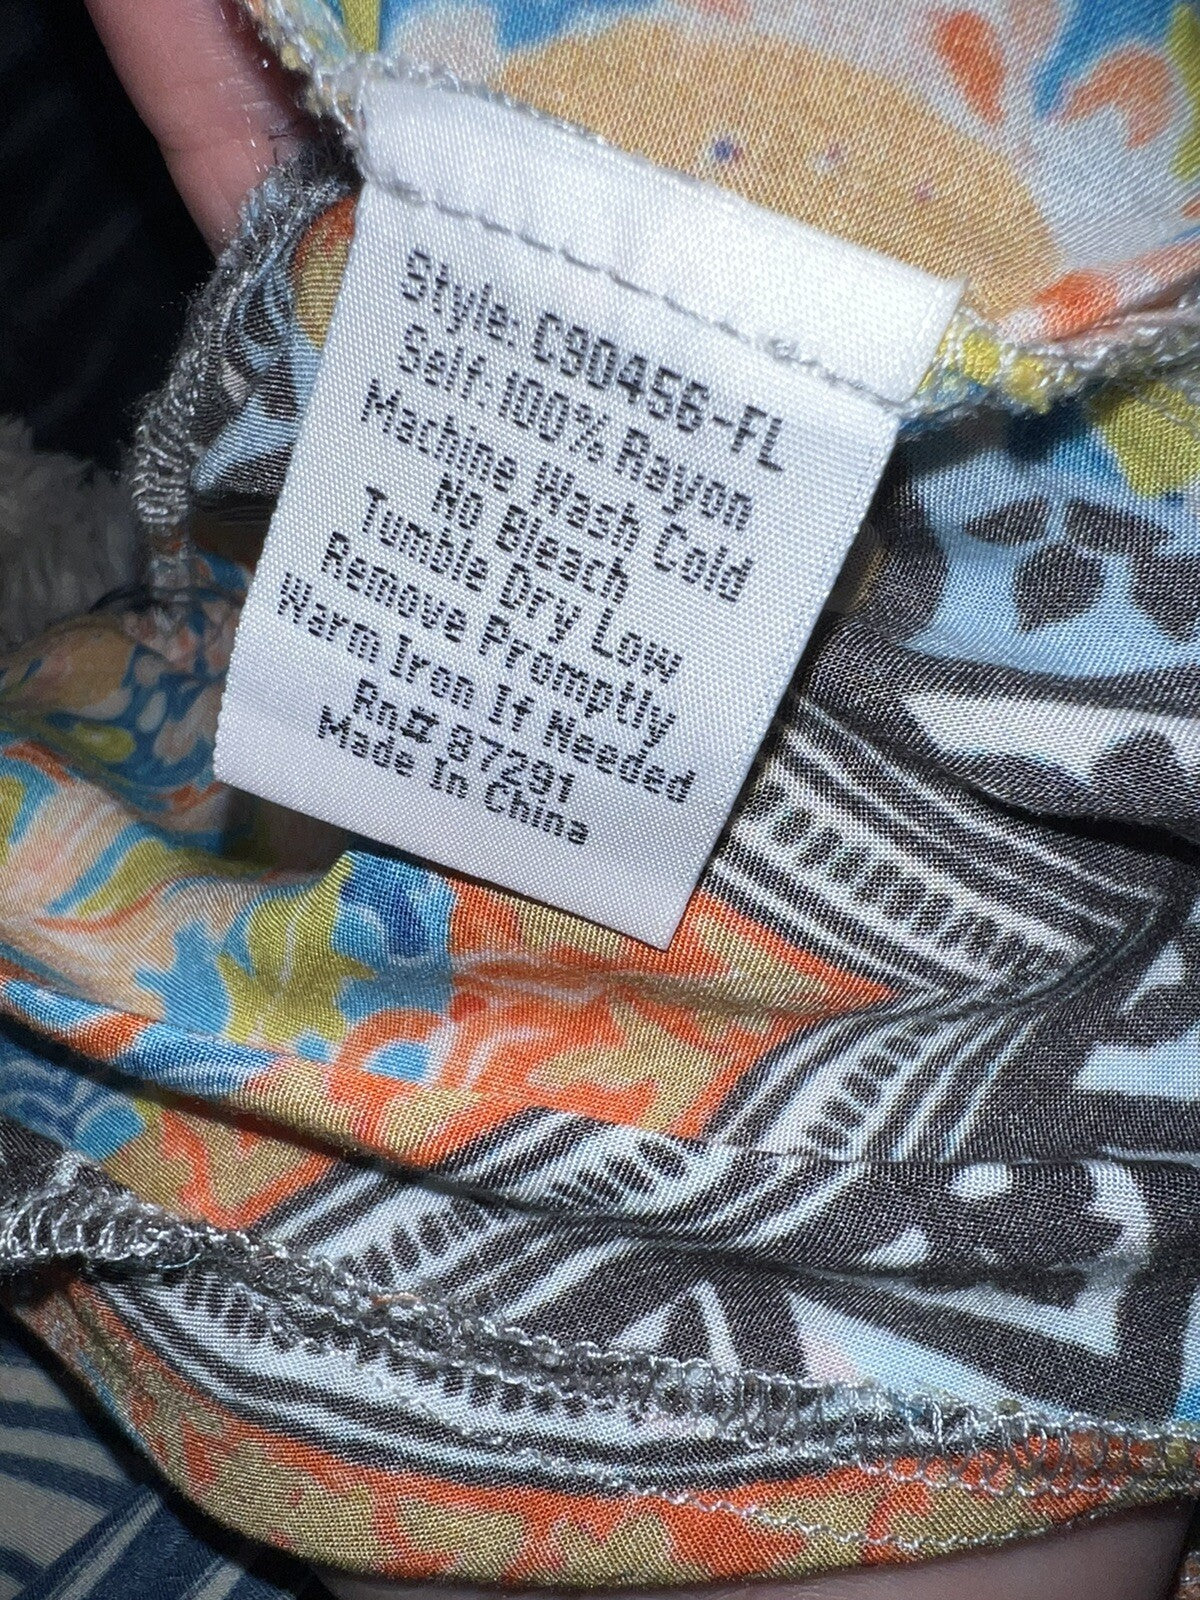 Style: C90456-FL
Self: 100% Rayon
Machine Wash Cold
No Bleach
Tumble Dry Low
Remove Promptly
Warm Iron If Needed
Rn# 87291
Made In China